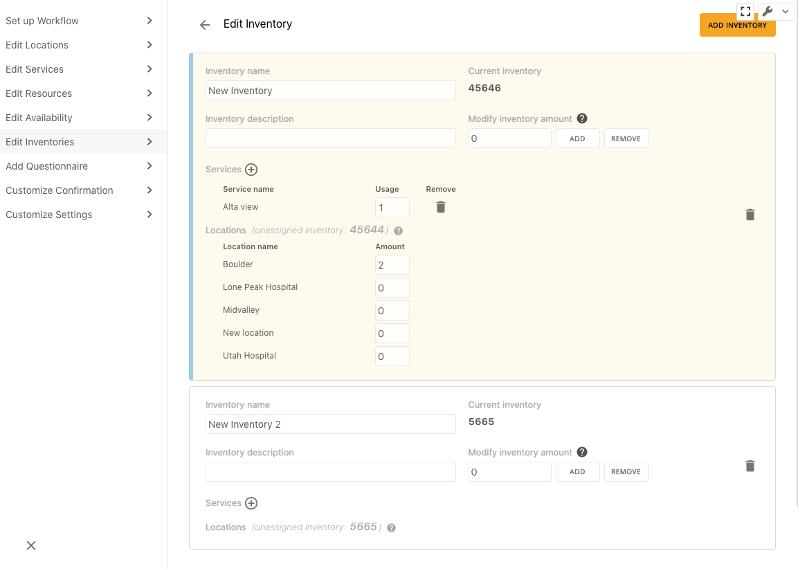 Set up Workflow
Edit Locations
Edit Services
Edit Resources
Edit Availability
Edit Inventories
Add Questionnaire
Customize Confirmation
Customize Settings
Edit Inventory
ADD INVENTORY
Inventory name
Current inventory
New Inventory
45646
Inventory description
Modify inventory amount ?
0
ADD
REMOVE
Services
Service name Usage Remove
Alta view 1
Locations (unassigned inventory: 45644) ?
Location name Amount
Boulder 2
Lone Peak Hospital 0
Midvalley 0
New location 0
Utah Hospital 0
Inventory name
Current inventory
New Inventory 2
5665
Inventory description
Modify inventory amount ?
0
ADD
REMOVE
Services
Locations (unassigned inventory: 5665) ?